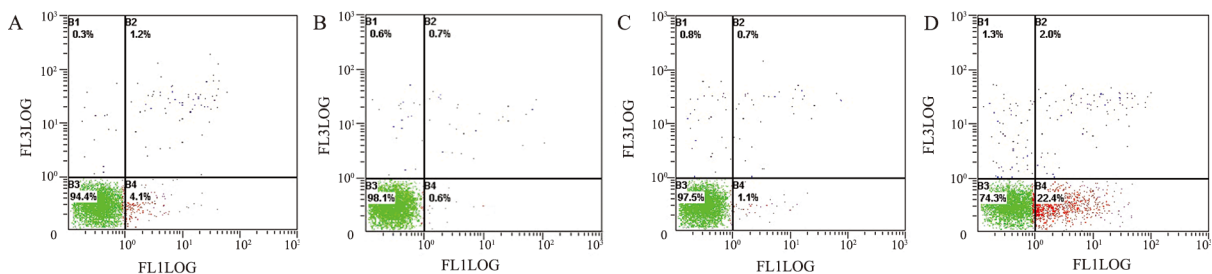 A
B1 0.3%
B2 1.2%
B3 94.4%
B4 4.1%
10³
10²
10¹
10⁰
0
10⁰
10¹
10²
10³
FL3LOG
FL1LOG
B
B1 0.6%
B2 0.7%
B3 98.1%
B4 0.6%
10³
10²
10¹
10⁰
0
10⁰
10¹
10²
10³
FL3LOG
FL1LOG
C
B1 0.8%
B2 0.7%
B3 97.5%
B4 1.1%
10³
10²
10¹
10⁰
0
10⁰
10¹
10²
10³
FL3LOG
FL1LOG
D
B1 1.3%
B2 2.0%
B3 74.3%
B4 22.4%
10³
10²
10¹
10⁰
0
10⁰
10¹
10²
FL3LOG
FL1LOG